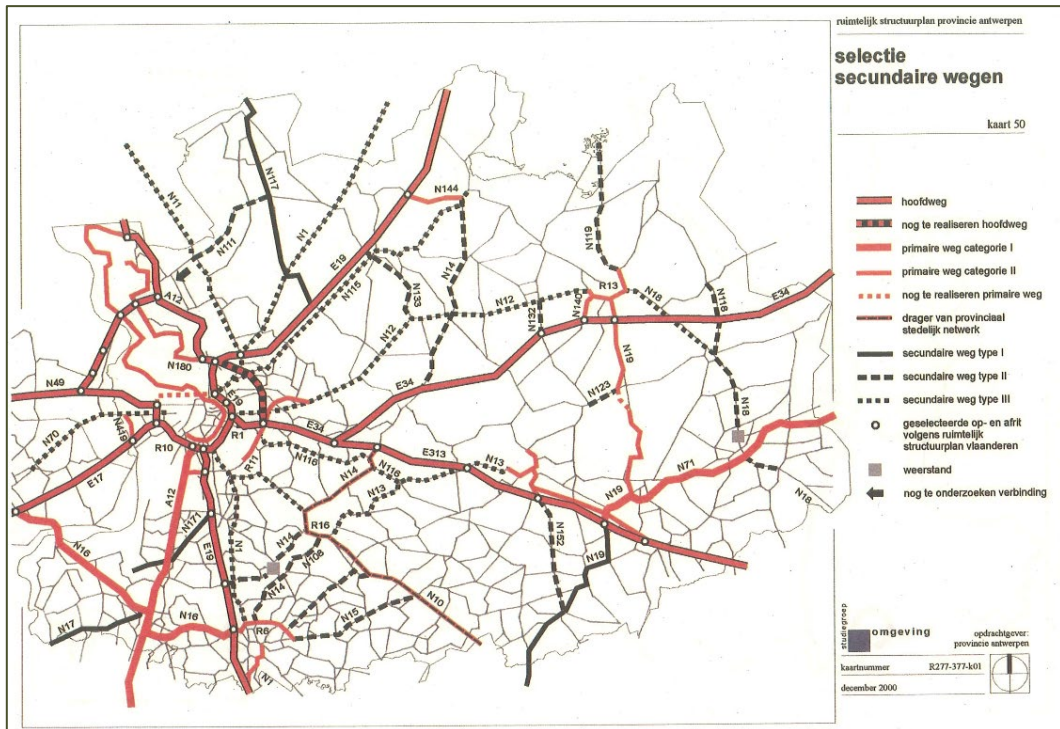 ruimtelijk structuurplan provincie antwerpen
selectie
secundaire wegen
kaart 50
hoofdweg
nog te realiseren hoofdweg
primaire weg categorie I
primaire weg categorie II
nog te realiseren primaire weg
drager van provinciaal
stedelijk netwerk
secundaire weg type I
secundaire weg type II
secundaire weg type III
geselecteerde op- en afrit
volgens ruimtelijk
structuurplan vlaanderen
weerstand
nog te onderzoeken verbinding
studiegroep
omgeving
opdrachtgever:
provincie antwerpen
kaartnummer R277-377-k01
december 2000
N117
N11
N1
N111
N144
E19
N115
N14
N133
N119
R13
N140
N18
N118
E34
A12
N12
N132
N12
N180
E19
N19
N49
E34
N123
N18
N70
N419
R10
R1
E34
E313
N116
R11
N14
N116
N13
N13
N71
E17
A12
N19
N18
N171
E19
N1
R16
N14
N108
N152
N19
N16
N14
N15
N10
N17
N16
R6
N1